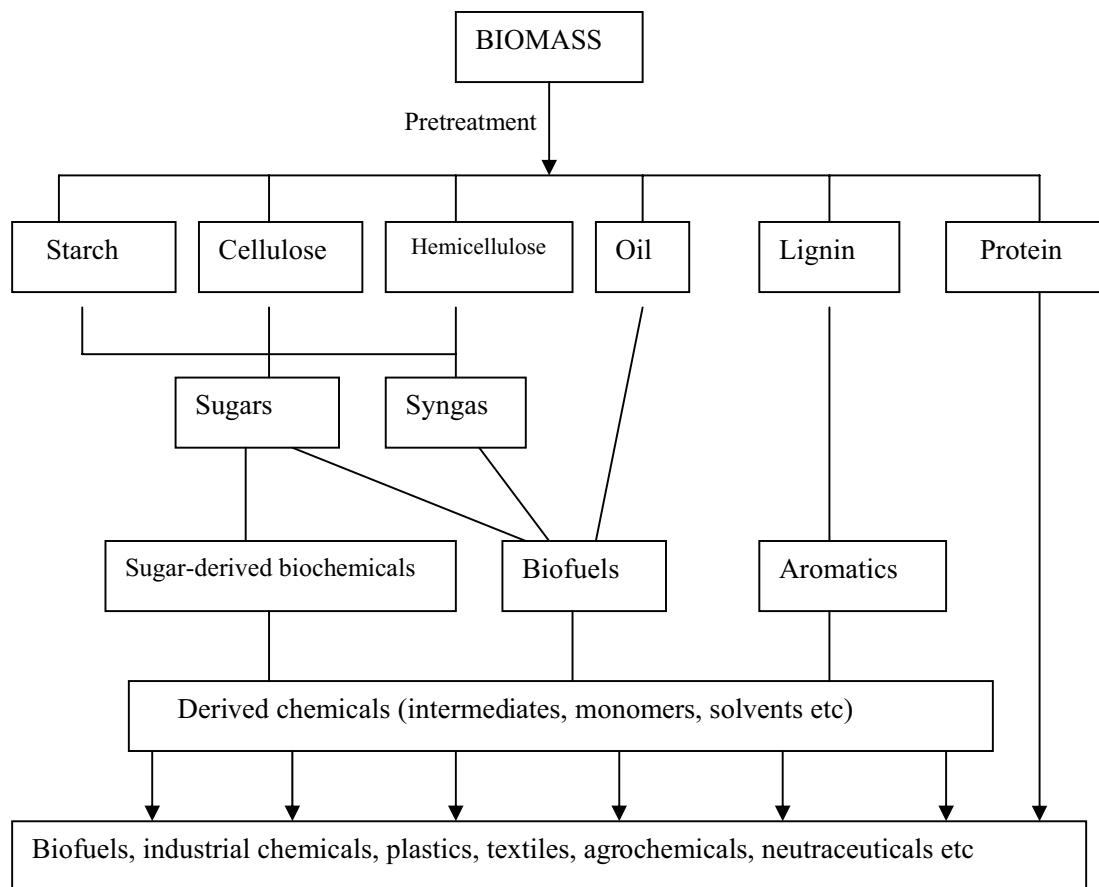 BIOMASS
Pretreatment
Starch
Cellulose
Hemicellulose
Oil
Lignin
Protein
Sugars
Syngas
Sugar-derived biochemicals
Biofuels
Aromatics
Derived chemicals (intermediates, monomers, solvents etc)
Biofuels, industrial chemicals, plastics, textiles, agrochemicals, neutraceuticals etc